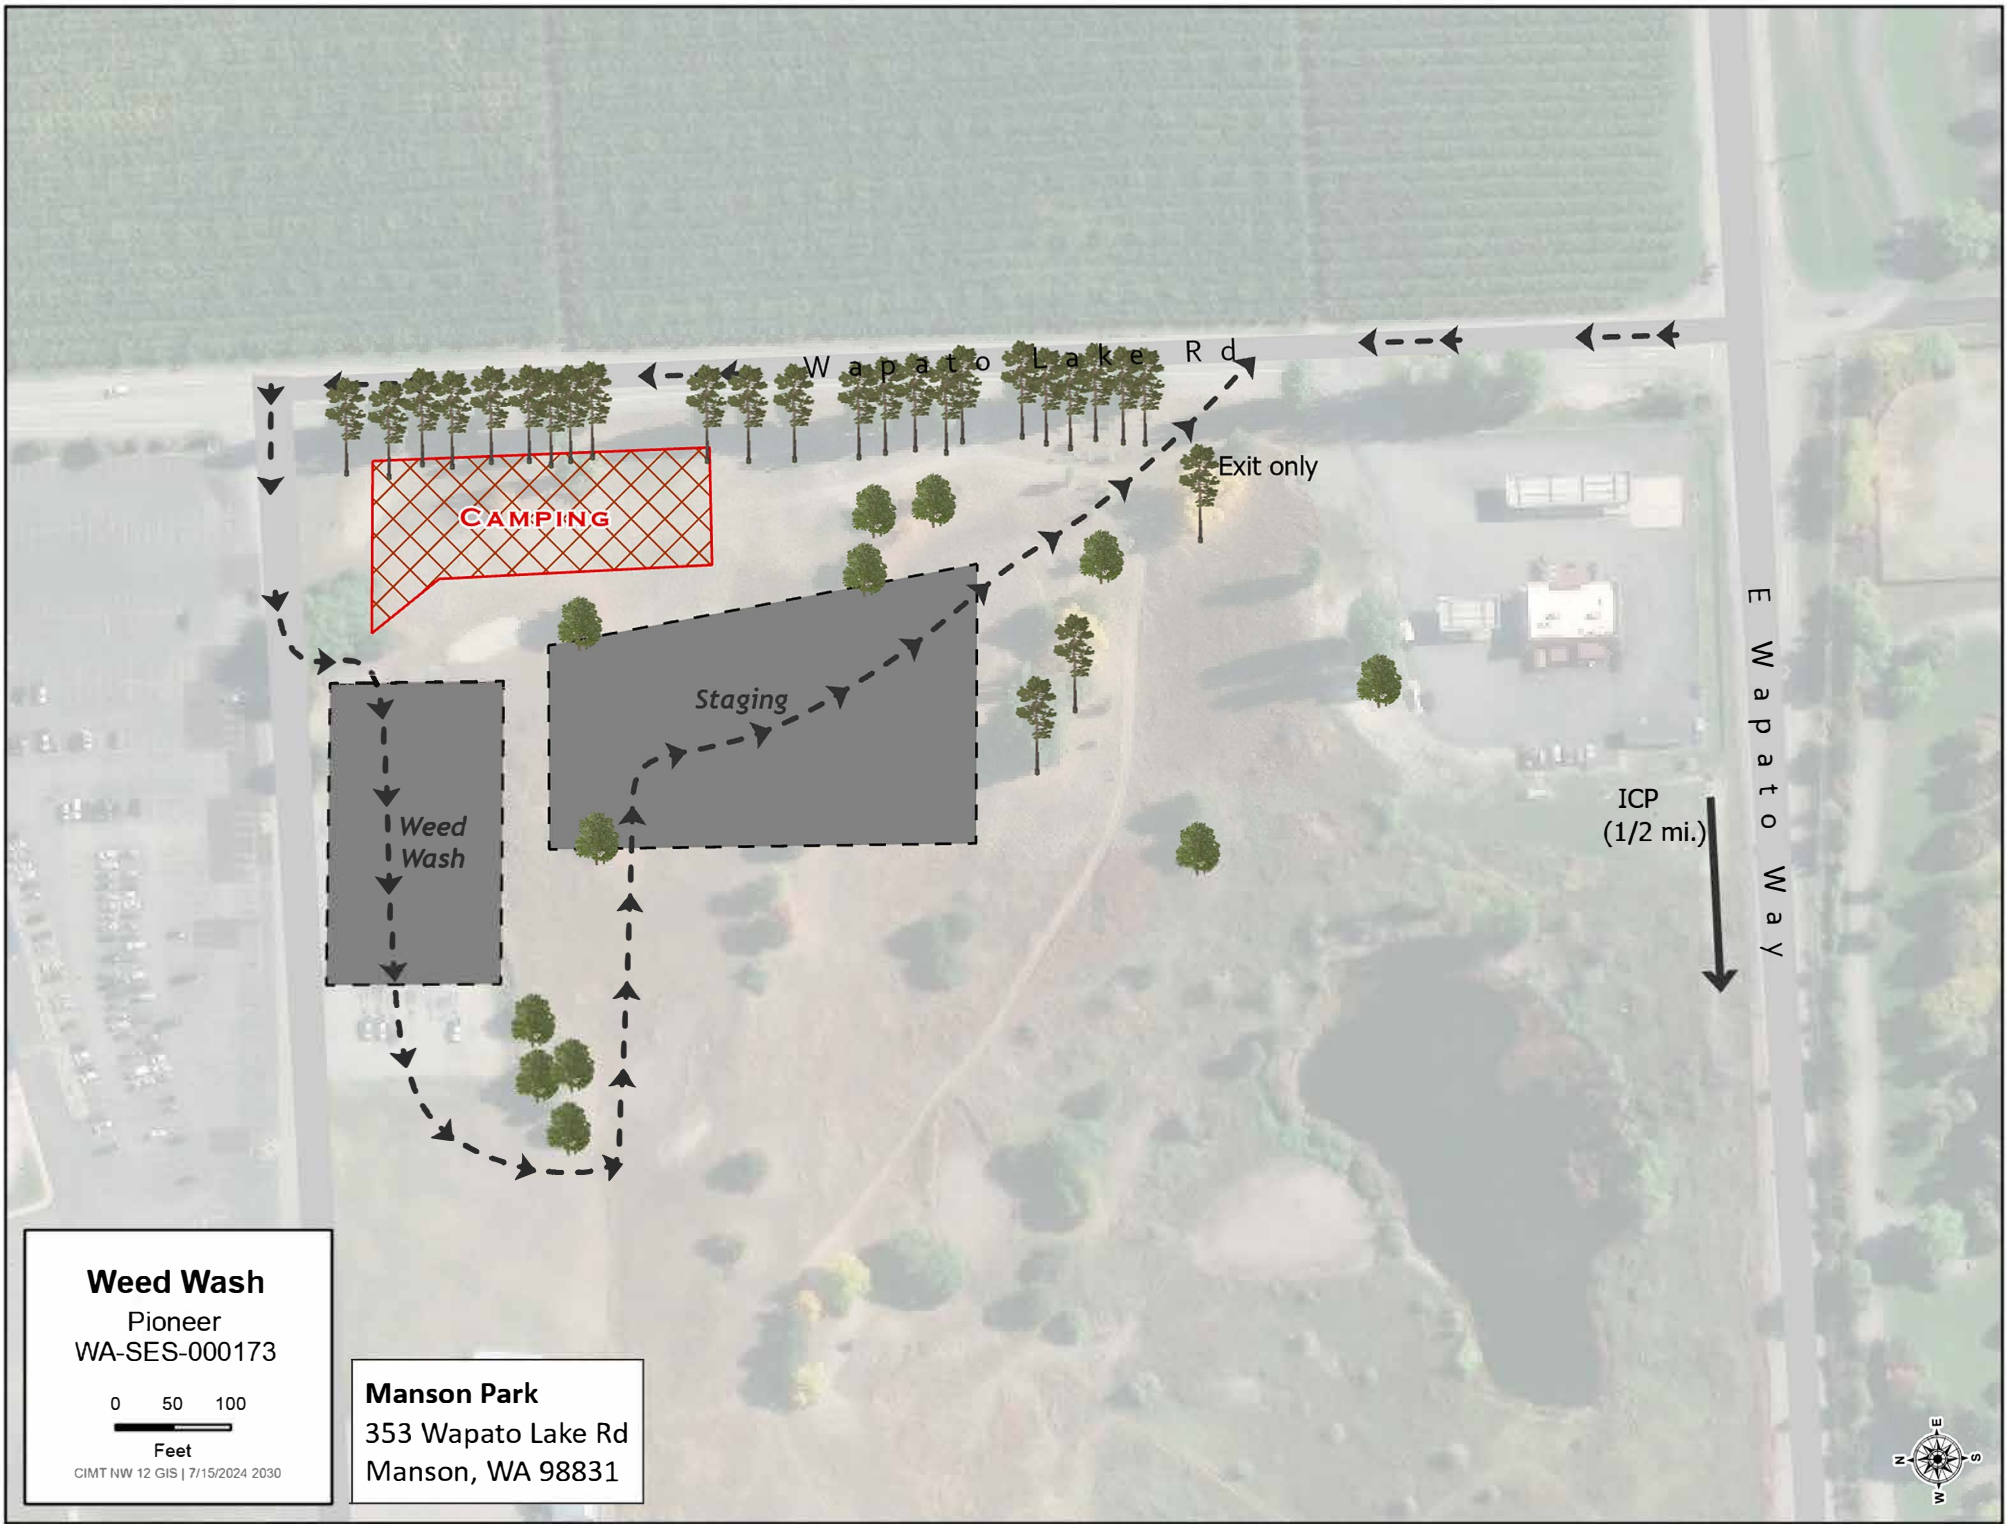 Wapato Lake Rd
Exit only
CAMPING
E Wapato Way
Staging
ICP
(1/2 mi.)
Weed
Wash
Weed Wash
Pioneer
WA-SES-000173
0 50 100
Feet
CIMT NW 12 GIS | 7/15/2024 2030
Manson Park
353 Wapato Lake Rd
Manson, WA 98831
E
N S
W